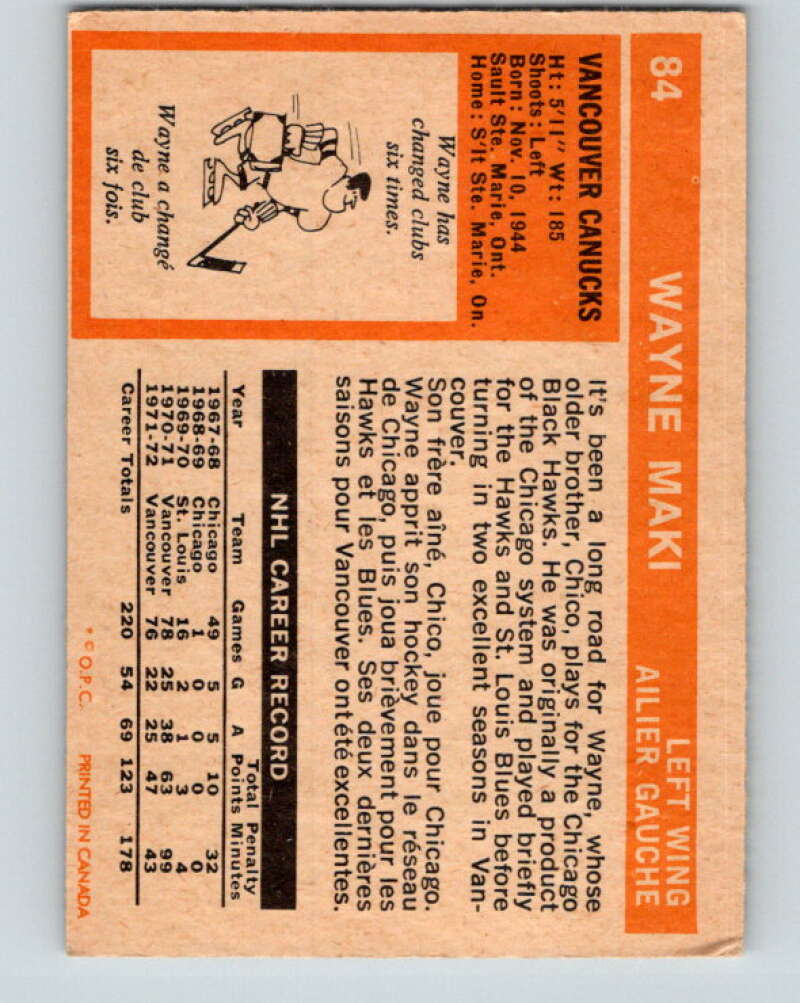 84 WAYNE MAKI LEFT WING
AILIER GAUCHE
VANCOUVER CANUCKS
Ht: 5'11" Wt: 185
Shoots: Left
Born: Nov. 10, 1944
Sault Ste. Marie, Ont.
Home: S'lt Ste. Marie, On.
Wayne has
changed clubs
six times.
Wayne a changé
de club
six fois.
It's been a long road for Wayne, whose
older brother, Chico, plays for the Chicago
Black Hawks. He was originally a product
of the Chicago system and played briefly
for the Hawks and St. Louis Blues before
turning in two excellent seasons in Van-
couver.
Son frère aîné, Chico, joue pour Chicago.
Wayne apprit son hockey dans le réseau
de Chicago, puis joua brièvement pour les
Hawks et les Blues. Ses deux dernières
saisons pour Vancouver ont été excellentes.
NHL CAREER RECORD
Total Penalty
Year Team Games G A Points Minutes
1967-68 Chicago 49 5 5 10 32
1968-69 Chicago 1 0 0 0 0
1969-70 St. Louis 16 2 1 3 4
1970-71 Vancouver 78 25 38 63 99
1971-72 Vancouver 76 22 25 47 43
Career Totals 220 54 69 123 178
* © O.P.C. PRINTED IN CANADA